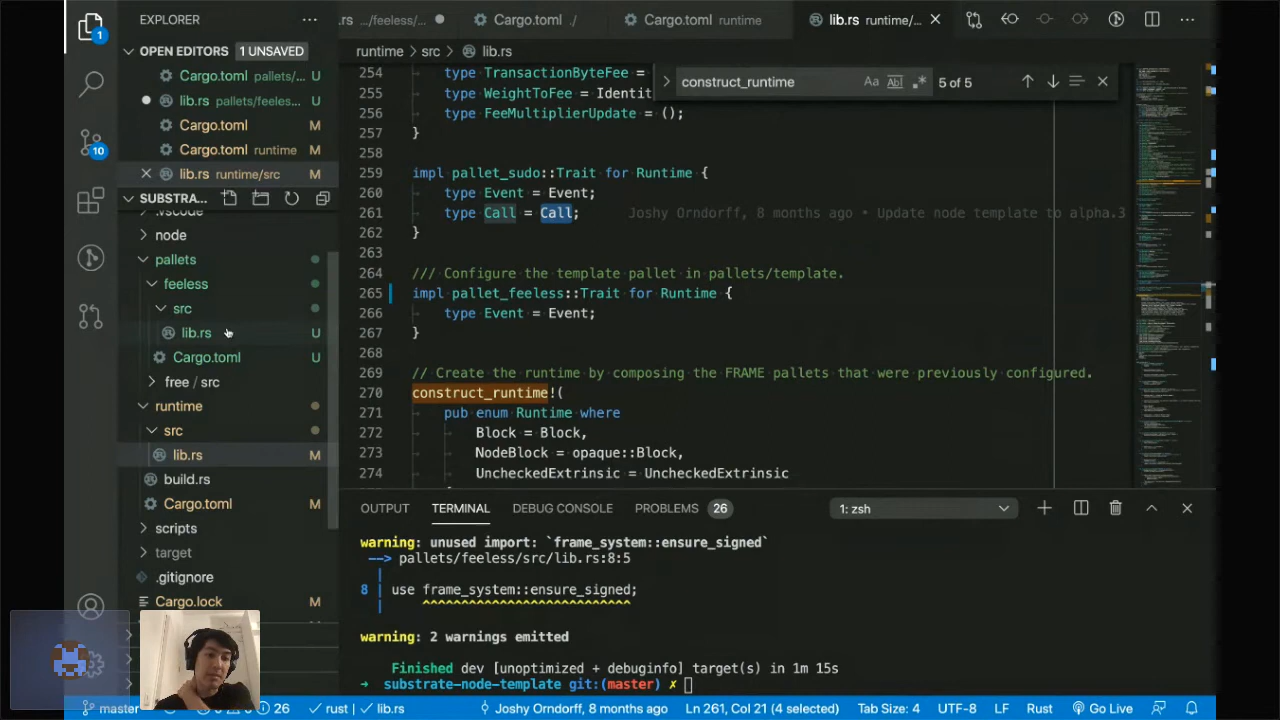 EXPLORER
.rs .../feeless/...
Cargo.toml ./
Cargo.toml runtime
lib.rs runtime/...
1
OPEN EDITORS 1 UNSAVED
Cargo.toml pallets/... U
lib.rs pallets/feeles... U
Cargo.toml M
Cargo.toml runtime M
lib.rs runtime/src M
10
SUBSTRA...
.vscode
node
pallets
feeless
src
lib.rs U
Cargo.toml U
free / src
runtime
src
lib.rs M
build.rs
Cargo.toml M
scripts
target
.gitignore
Cargo.lock M
runtime > src > lib.rs
construct_runtime Aa Abl .* 5 of 5
254 type TransactionByteFee =
255 type WeightToFee = Identit
256 type FeeMultiplierUpdate = ();
257 }
258
259 impl pallet_sudo::Trait for Runtime {
260 type Event = Event;
261 type Call = Call; Joshy Orndorff, 8 months ago • Update node template to alpha.3
262 }
263
264 /// Configure the template pallet in pallets/template.
265 impl pallet_feeless::Trait for Runtime {
266 type Event = Event;
267 }
268
269 // Create the runtime by composing the FRAME pallets that were previously configured.
270 construct_runtime!(
271 pub enum Runtime where
272 Block = Block,
273 NodeBlock = opaque::Block,
274 UncheckedExtrinsic = UncheckedExtrinsic
OUTPUT TERMINAL DEBUG CONSOLE PROBLEMS 26 1: zsh
warning: unused import: `frame_system::ensure_signed`
--> pallets/feeless/src/lib.rs:8:5
|
8 | use frame_system::ensure_signed;
| ^^^^^^^^^^^^^^^^^^^^^^^^^^
warning: 2 warnings emitted
Finished dev [unoptimized + debuginfo] target(s) in 1m 15s
➜ substrate-node-template git:(master) ✗
master 26 ✓ rust | ✓ lib.rs Joshy Orndorff, 8 months ago Ln 261, Col 21 (4 selected) Tab Size: 4 UTF-8 LF Rust Go Live